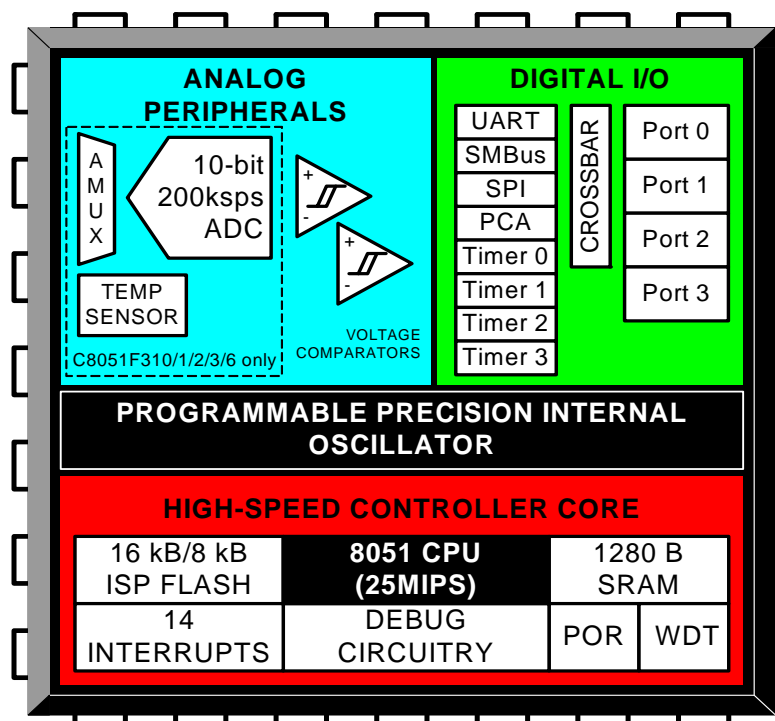 ANALOG
PERIPHERALS
A
M
U
X
10-bit
200ksps
ADC
+
-
+
-
TEMP
SENSOR
VOLTAGE
COMPARATORS
C8051F310/1/2/3/6 only
DIGITAL I/O
UART
SMBus
SPI
PCA
Timer 0
Timer 1
Timer 2
Timer 3
CROSSBAR
Port 0
Port 1
Port 2
Port 3
PROGRAMMABLE PRECISION INTERNAL
OSCILLATOR
HIGH-SPEED CONTROLLER CORE
16 kB/8 kB
ISP FLASH
8051 CPU
(25MIPS)
1280 B
SRAM
14
INTERRUPTS
DEBUG
CIRCUITRY
POR
WDT